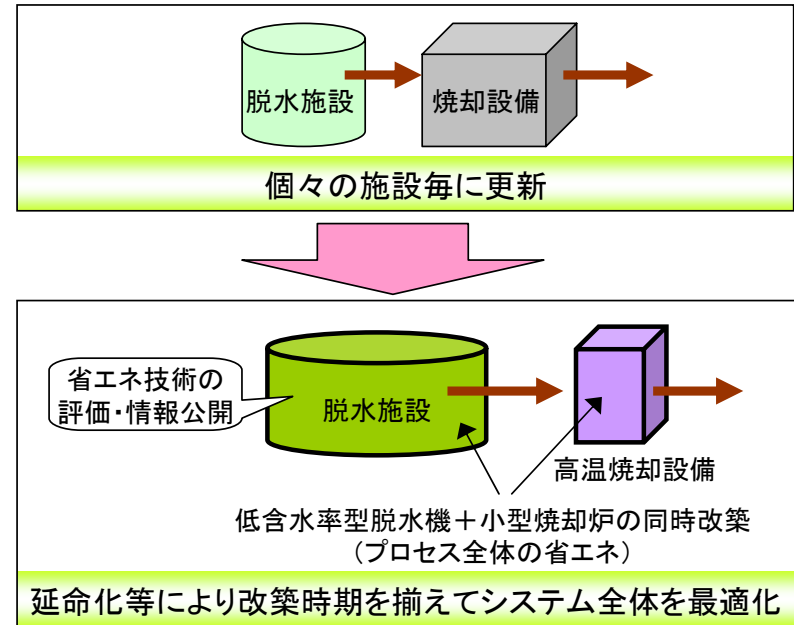 脱水施設
焼却設備
個々の施設毎に更新
省エネ技術の
評価・情報公開
脱水施設
高温焼却設備
低含水率型脱水機＋小型焼却炉の同時改築
（プロセス全体の省エネ）
延命化等により改築時期を揃えてシステム全体を最適化